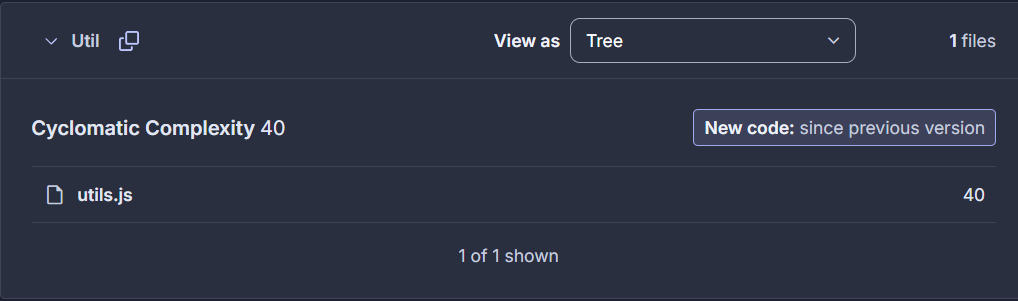 Util View as Tree 1 files
Cyclomatic Complexity 40 New code: since previous version
utils.js 40
1 of 1 shown